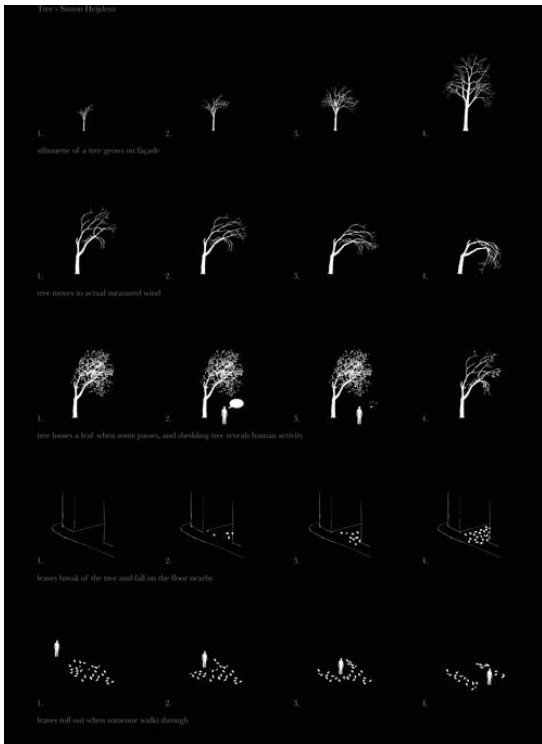 Tree - Simon Heijdens
1. 2. 3. 4.
silhouette of a tree grows on façade
1. 2. 3. 4.
tree moves to actual measured wind
1. 2. 3. 4.
tree looses a leaf when some passes, and shedding tree reveals human activity
1. 2. 3. 4.
leaves break of the tree and fall on the floor nearby
1. 2. 3. 4.
leaves roll out when someone walks through